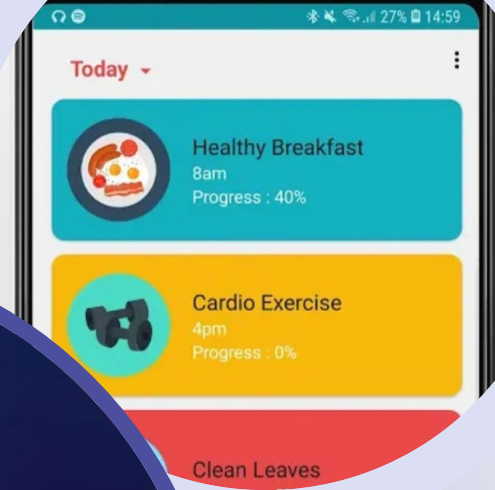 27% 14:59
Today
Healthy Breakfast
8am
Progress : 40%
Cardio Exercise
4pm
Progress : 0%
Clean Leaves